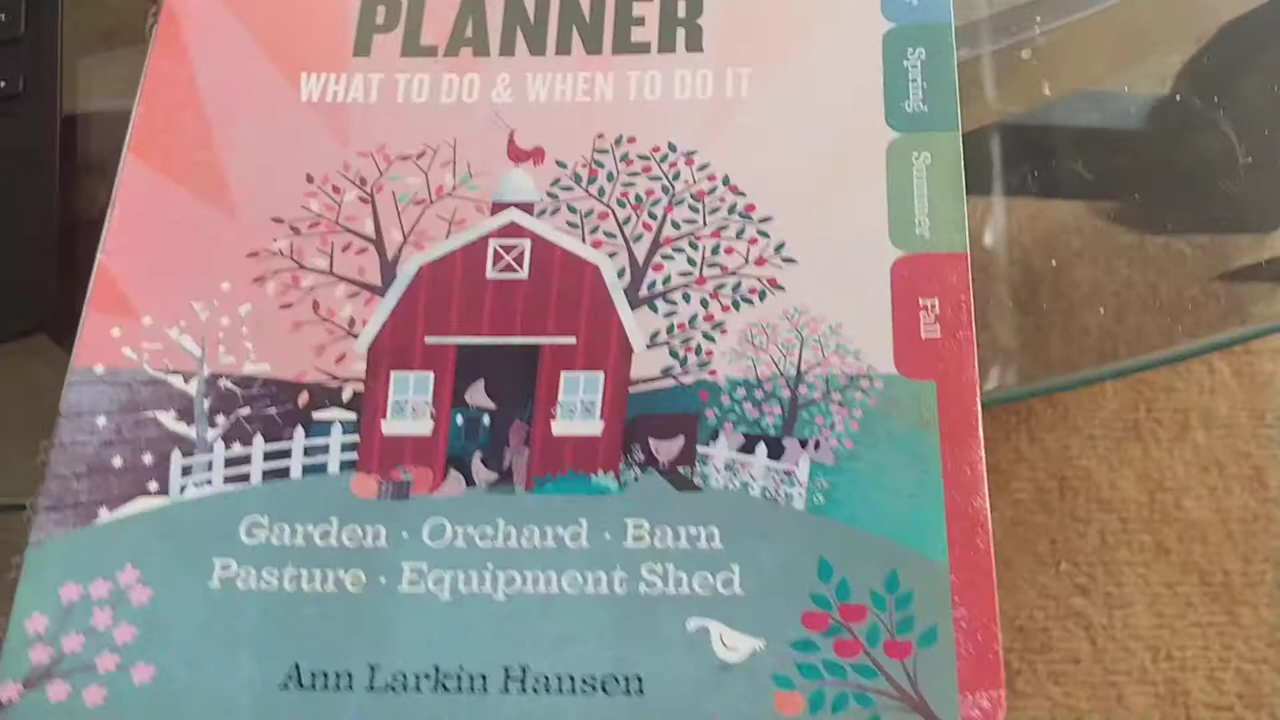 PLANNER
WHAT TO DO & WHEN TO DO IT
Spring
Summer
Fall
Garden · Orchard · Barn
Pasture · Equipment Shed
Ann Larkin Hansen